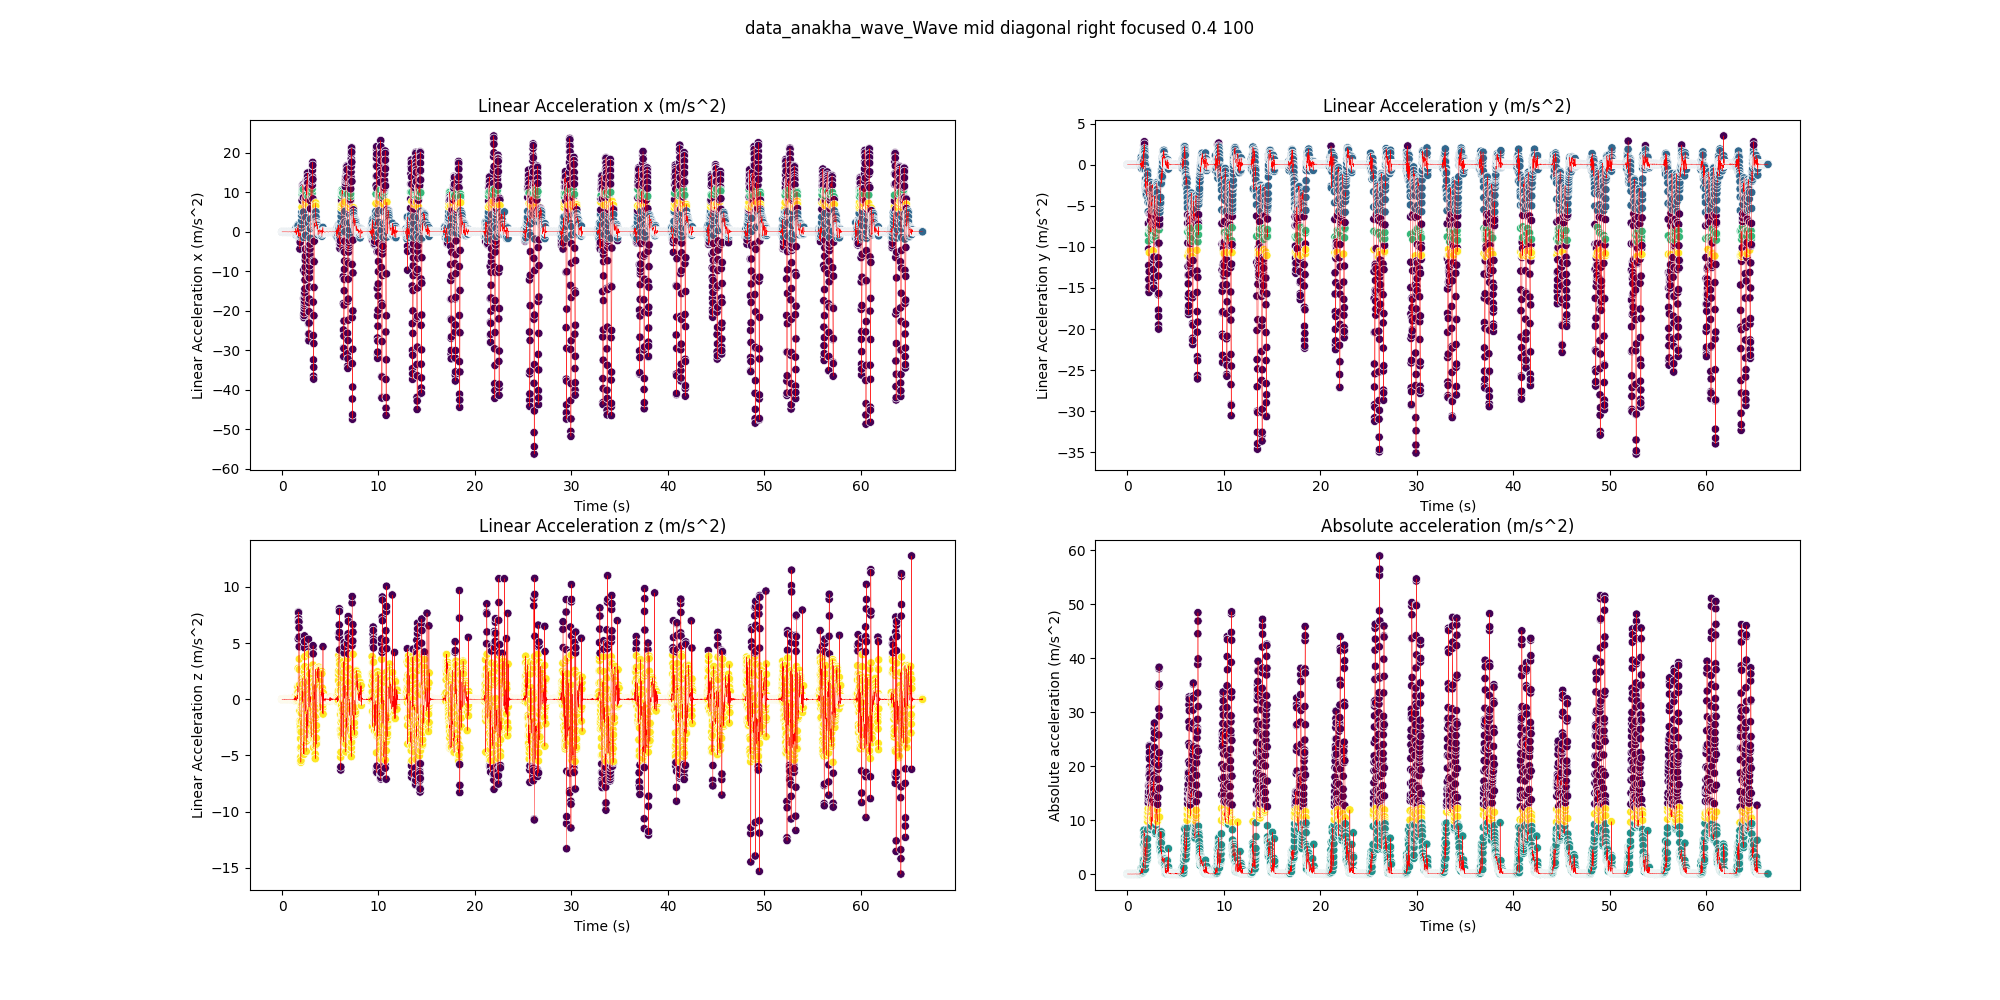 data_anakha_wave_Wave mid diagonal right focused 0.4 100
Linear Acceleration x (m/s^2)
Linear Acceleration x (m/s^2)
20
10
0
−10
−20
−30
−40
−50
−60
0 10 20 30 40 50 60
Time (s)
Linear Acceleration y (m/s^2)
Linear Acceleration y (m/s^2)
5
0
−5
−10
−15
−20
−25
−30
−35
0 10 20 30 40 50 60
Time (s)
Linear Acceleration z (m/s^2)
Linear Acceleration z (m/s^2)
10
5
0
−5
−10
−15
0 10 20 30 40 50 60
Time (s)
Absolute acceleration (m/s^2)
Absolute acceleration (m/s^2)
60
50
40
30
20
10
0
0 10 20 30 40 50 60
Time (s)